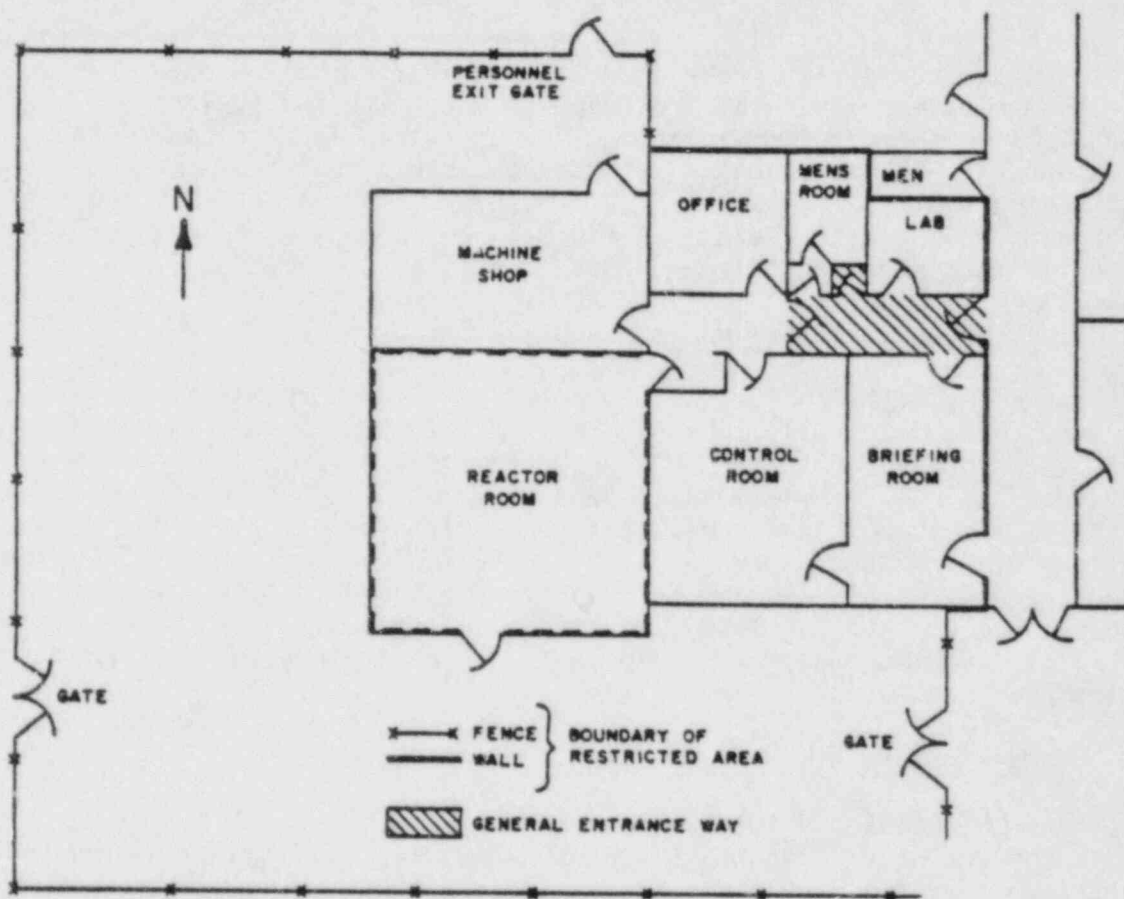 PERSONNEL
EXIT GATE
N
MENS
ROOM
MEN
OFFICE
LAB
MACHINE
SHOP
REACTOR
ROOM
CONTROL
ROOM
BRIEFING
ROOM
GATE
FENCE
WALL
BOUNDARY OF
RESTRICTED AREA
GATE
GENERAL ENTRANCE WAY